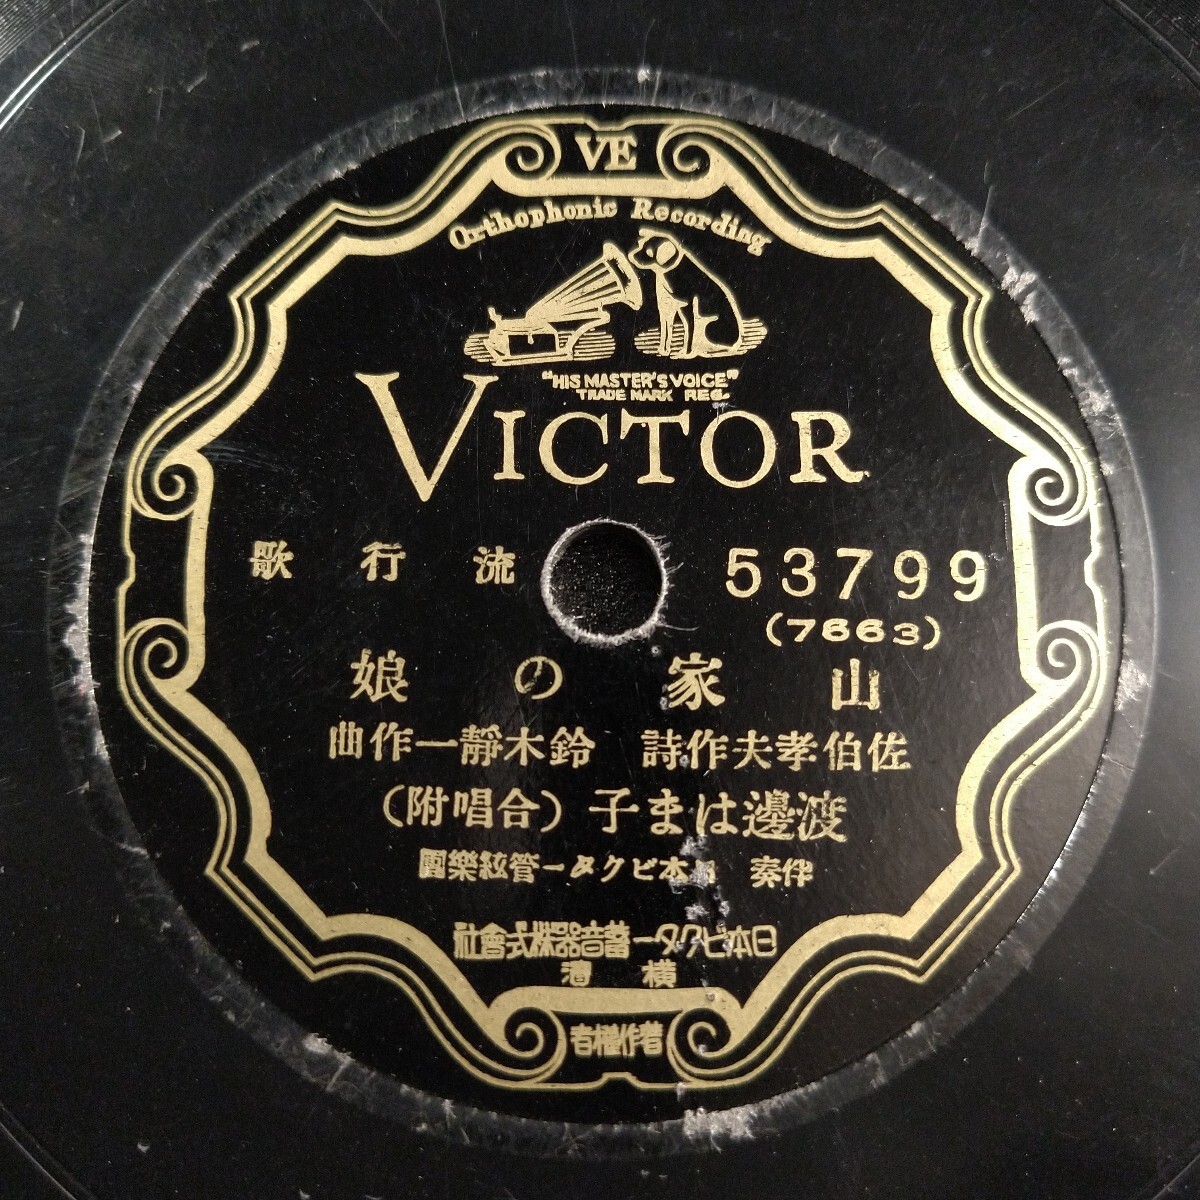 VE
Orthophonic Recording
"HIS MASTER'S VOICE"
TRADE MARK REG.
VICTOR
流行歌
53799
(7663)
山家の娘
佐伯孝夫作詩 鈴木靜一作曲
渡邊はま子(合唱附)
伴奏 日本ビクター管絃樂團
日本ビクター蓄音器株式會社
横濱
著作權者